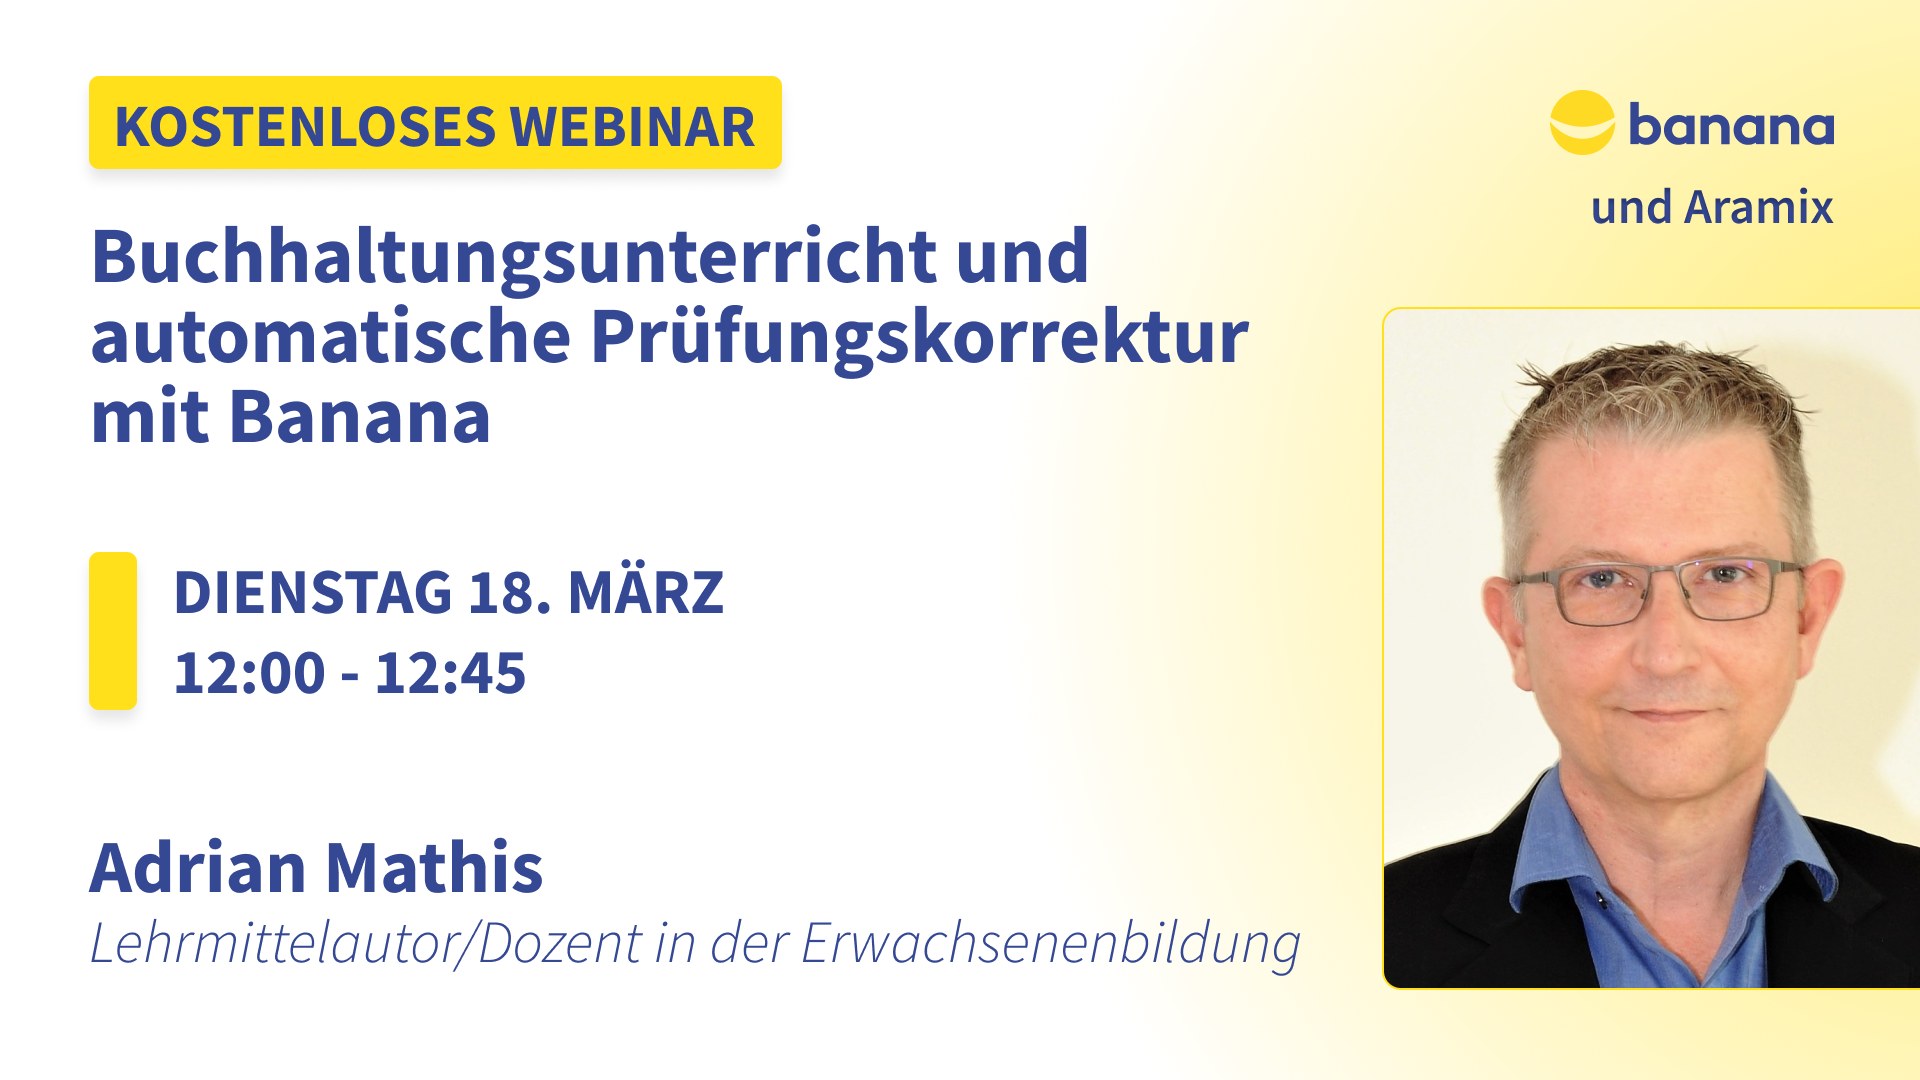 KOSTENLOSES WEBINAR
banana
und Aramix
Buchhaltungsunterricht und
automatische Prüfungskorrektur
mit Banana
DIENSTAG 18. MÄRZ
12:00 - 12:45
Adrian Mathis
Lehrmittelautor/Dozent in der Erwachsenenbildung